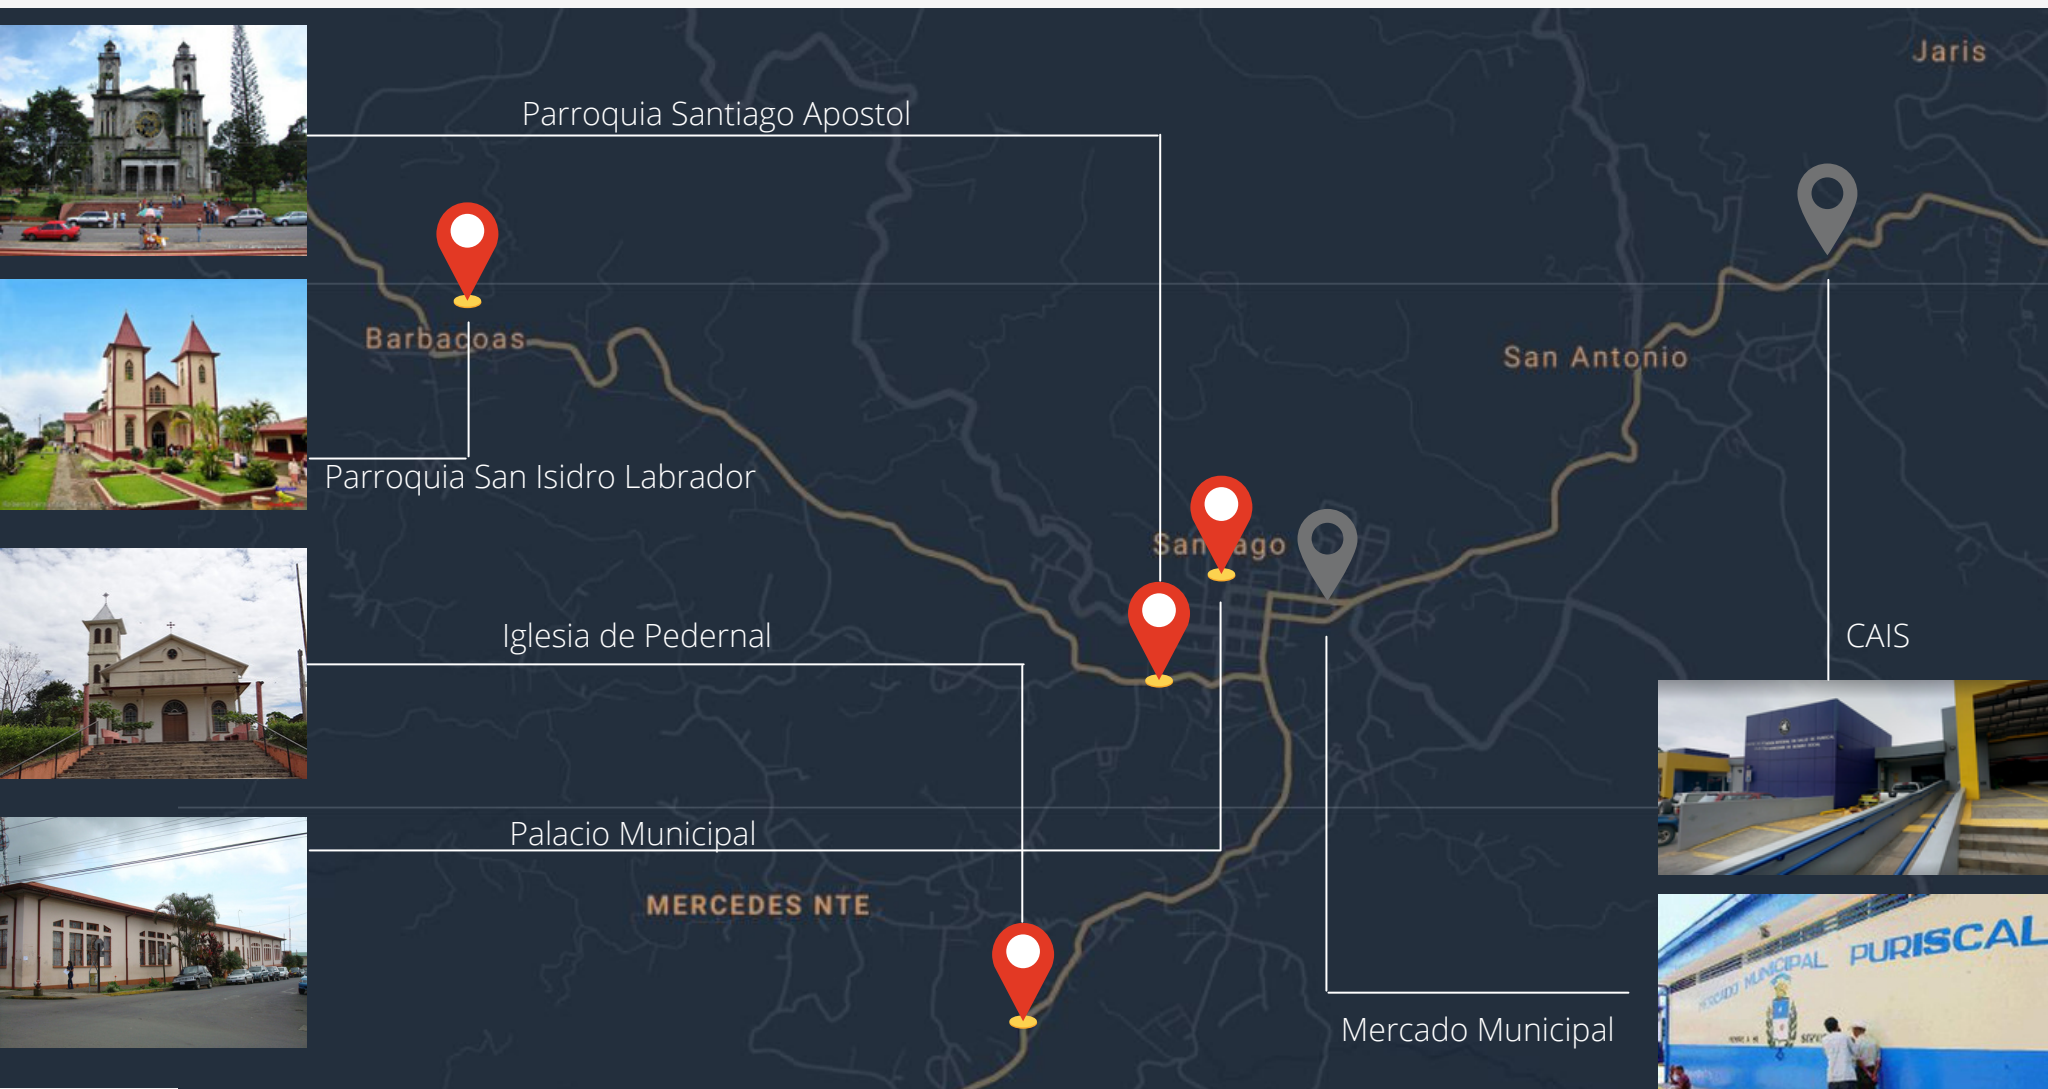 Jaris
Parroquia Santiago Apostol
Barbacoas
San Antonio
Parroquia San Isidro Labrador
Santiago
Iglesia de Pedernal
CAIS
Palacio Municipal
MERCEDES NTE
MERCADO MUNICIPAL PURISCAL
Mercado Municipal